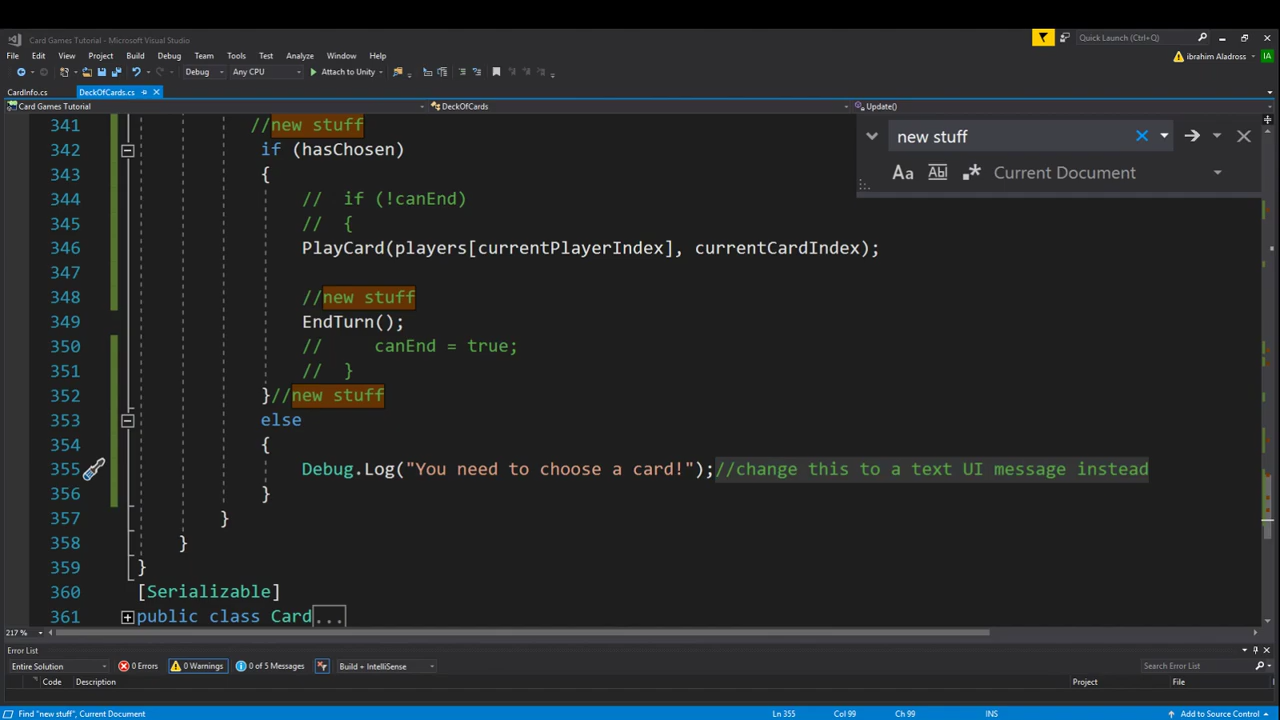 Card Games Tutorial - Microsoft Visual Studio
Quick Launch (Ctrl+Q)
File Edit View Project Build Debug Team Tools Test Analyze Window Help
ibrahim Aladross
IA
Debug Any CPU Attach to Unity
CardInfo.cs DeckOfCards.cs
Card Games Tutorial DeckOfCards Update()
new stuff
Aa Abl .* Current Document
341 //new stuff
342 if (hasChosen)
343 {
344 // if (!canEnd)
345 // {
346 PlayCard(players[currentPlayerIndex], currentCardIndex);
347
348 //new stuff
349 EndTurn();
350 // canEnd = true;
351 // }
352 }//new stuff
353 else
354 {
355 Debug.Log("You need to choose a card!");//change this to a text UI message instead
356 }
357 }
358 }
359 }
360 [Serializable]
361 public class Card...
217 %
Error List
Entire Solution 0 Errors 0 Warnings 0 of 5 Messages Build + IntelliSense Search Error List
Code Description Project File
Find "new stuff", Current Document Ln 355 Col 99 Ch 99 INS Add to Source Control